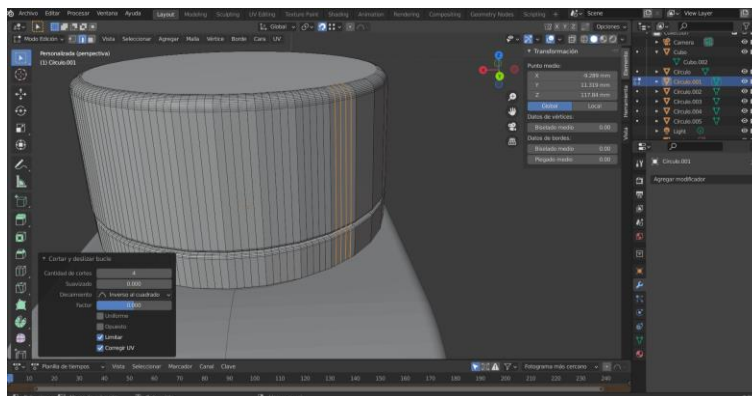 Archivo Editar Procesar Ventana Ayuda Layout Modeling Sculpting UV Editing Texture Paint Shading Animation Rendering Compositing Geometry Nodes Scripting + Scene View Layer
Global
Opciones
Modo Edición Vista Seleccionar Agregar Malla Vértice Borde Cara UV
Personalizada (perspectiva)
(1) Círculo.001
Transformación
Punto medio:
X -9.289 mm
Y 11.319 mm
Z 117.84 mm
Global Local
Datos de vértices:
Biselado medio 0.00
Datos de bordes:
Biselado medio 0.00
Plegado medio 0.00
Elemento
Herramienta
Vista
Camera
Cubo
Cubo.002
Círculo
Círculo.001
Círculo.002
Círculo.003
Círculo.004
Círculo.005
Light
Círculo.001
Agregar modificador
Cortar y deslizar bucle
Cantidad de cortes 4
Suavizado 0.000
Decaimiento Inverso al cuadrado
Factor 0.000
Uniforme
Opuesto
Limitar
Corregir UV
Planilla de tiempos Vista Seleccionar Marcador Canal Clave Fotograma más cercano
10 20 30 40 50 60 70 80 90 100 110 120 130 140 150 160 170 180 190 200 210 220 230 240